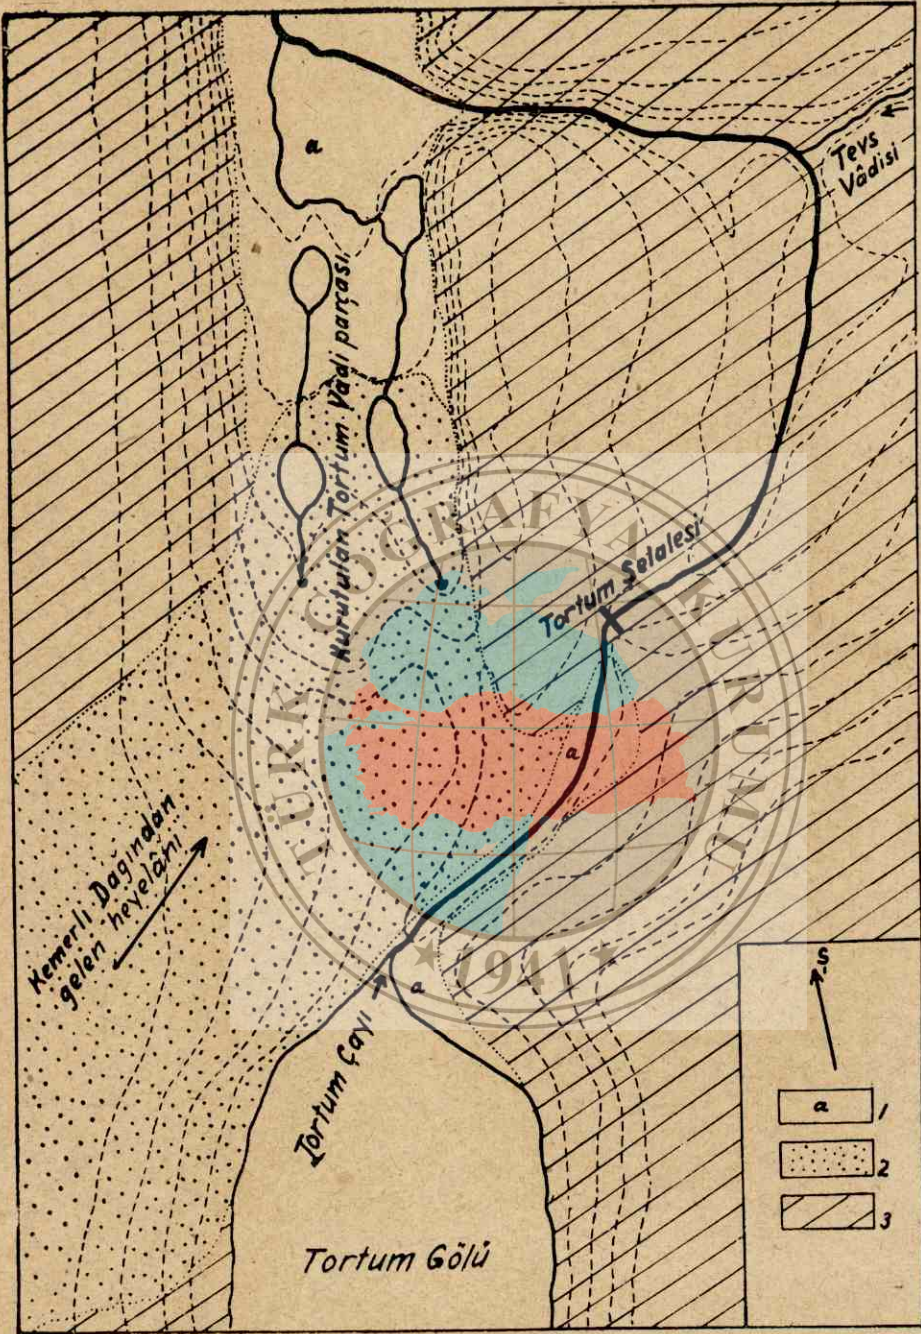 a
Tevs
Vâdisi
Kurutulan Tortum Vâdi parçası,
TÜRK COĞRAFYA KURUMU
Tortum Şelalesi
a
Kemerli Dağından
gelen heyelânı
★ 1941 ★
a
Tortum Çayı
Ş
a 1
2
3
Tortum Gölü